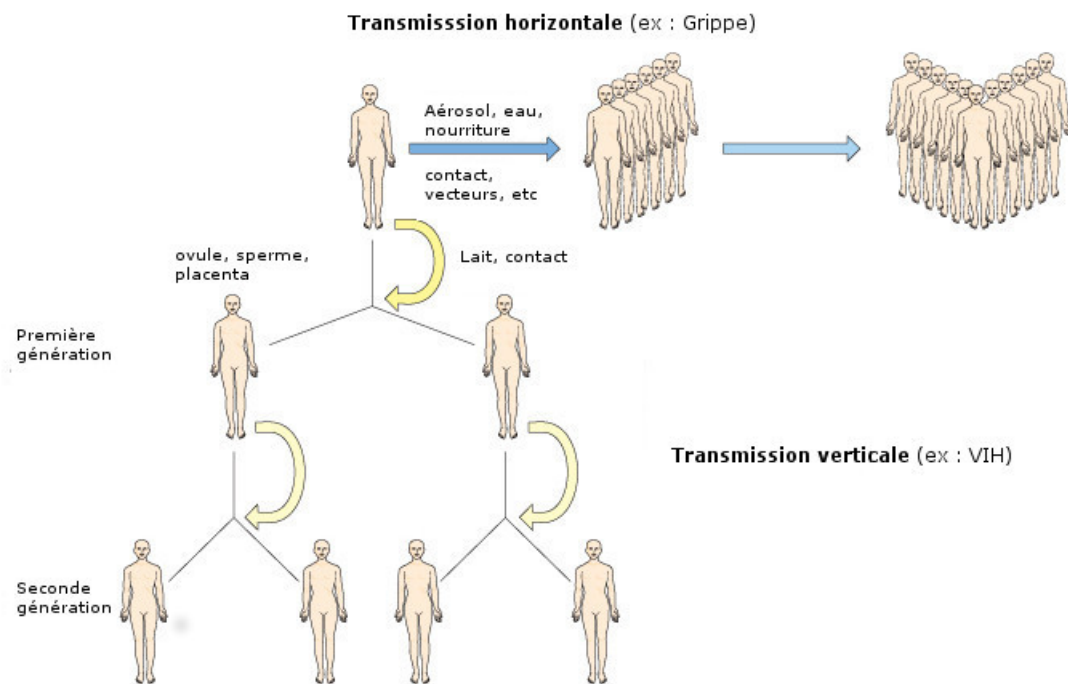 Transmisssion horizontale (ex : Grippe)
Aérosol, eau,
nourriture
contact,
vecteurs, etc
ovule, sperme,
placenta
Lait, contact
Première
génération
Transmission verticale (ex : VIH)
Seconde
génération